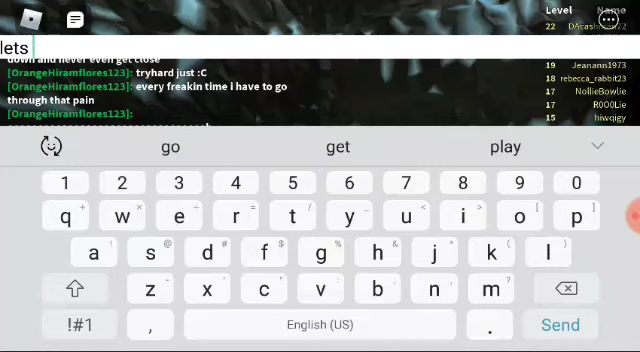 Level Name
22 DAcashman22
lets
down and never even get close
[OrangeHiramflores123]: tryhard just :C
[OrangeHiramflores123]: every freakin time i have to go
through that pain
[OrangeHiramflores123]:
19 Jeanann1973
18 rebecca_rabbit23
17 NollieBowlie
17 R000Lie
15 hiwqigy
go get play
1 2 3 4 5 6 7 8 9 0
q + w × e ÷ r = t / y _ u < i > o [ p ]
a ! s @ d # f $ g % h & j * k ( l )
z - x ' c " v : b ; n , m ?
!#1 , English (US) . Send